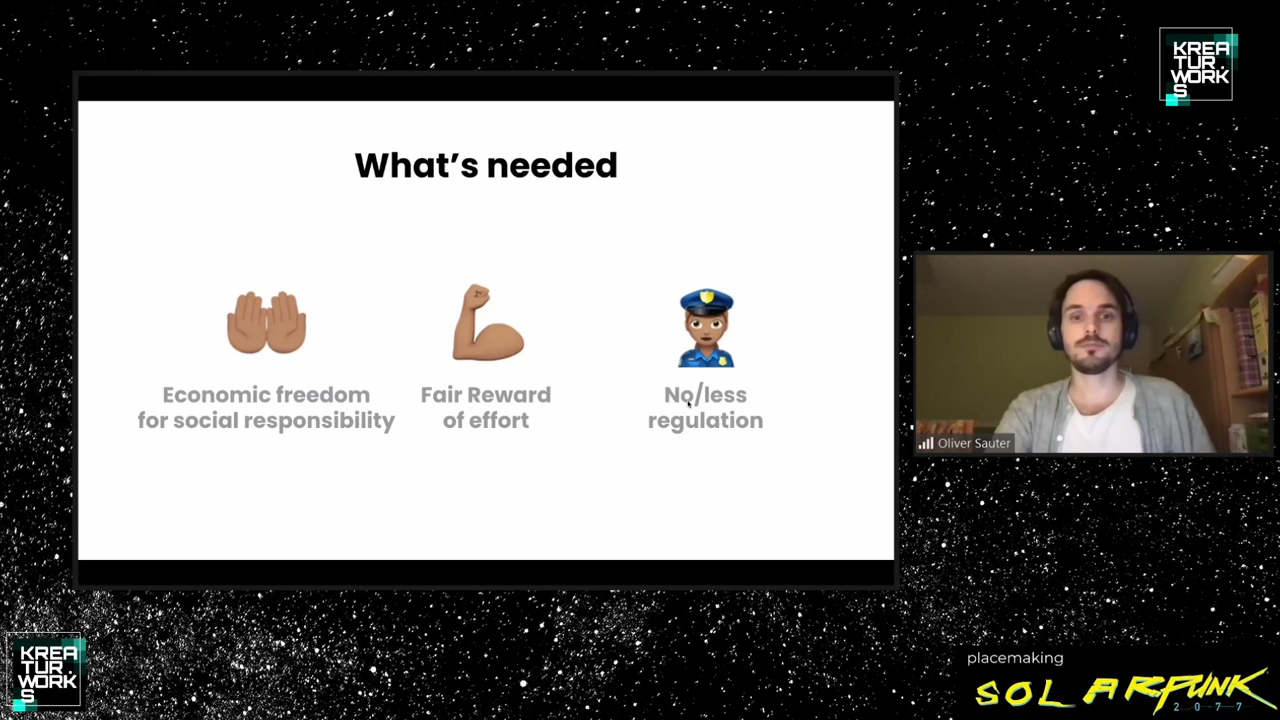 KREA
TUR.
WORK
S
What's needed
Economic freedom
for social responsibility
Fair Reward
of effort
No/less
regulation
Oliver Sauter
KREA
TUR.
WORK
S
placemaking
SOLARPUNK
2077